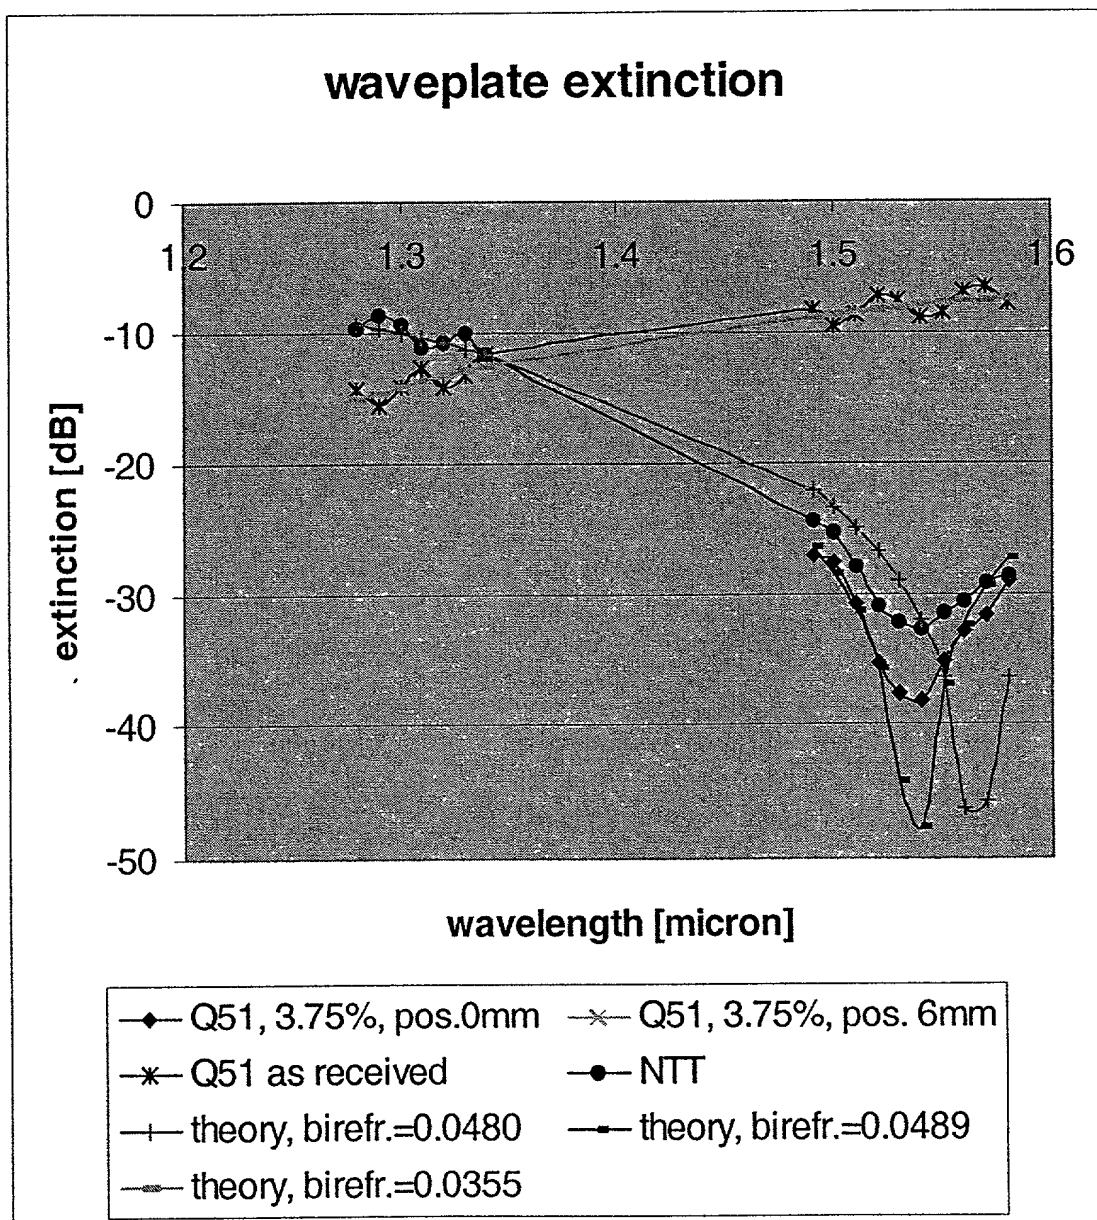 waveplate extinction
0
1.2 1.3 1.4 1.5 1.6
-10
-20
-30
-40
-50
extinction [dB]
wavelength [micron]
Q51, 3.75%, pos.0mm
Q51, 3.75%, pos. 6mm
Q51 as received
NTT
theory, birefr.=0.0480
theory, birefr.=0.0489
theory, birefr.=0.0355